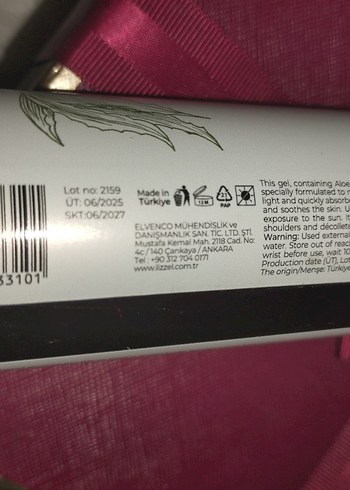 Lot no: 2159
ÜT: 06/2025
SKT:06/2027
33101
Made in
Türkiye
12 M
21
PAP
ELVENCO MÜHENDİSLİK ve
DANIŞMANLIK SAN. TİC. LTD. ŞTİ.
Mustafa Kemal Mah. 2118 Cad. No:
4c / 140 Çankaya / ANKARA
Tel : +90 312 704 0171
www.lizzel.com.tr
This gel, containing Aloe
specially formulated to
light and quickly absorb
and soothes the skin. U
exposure to the sun. It
shoulders and décollete
Warning: Used external
water. Store out of reac
wrist before use, wait 10
Production date (ÜT), Lot
The origin/Menşe: Türkiye